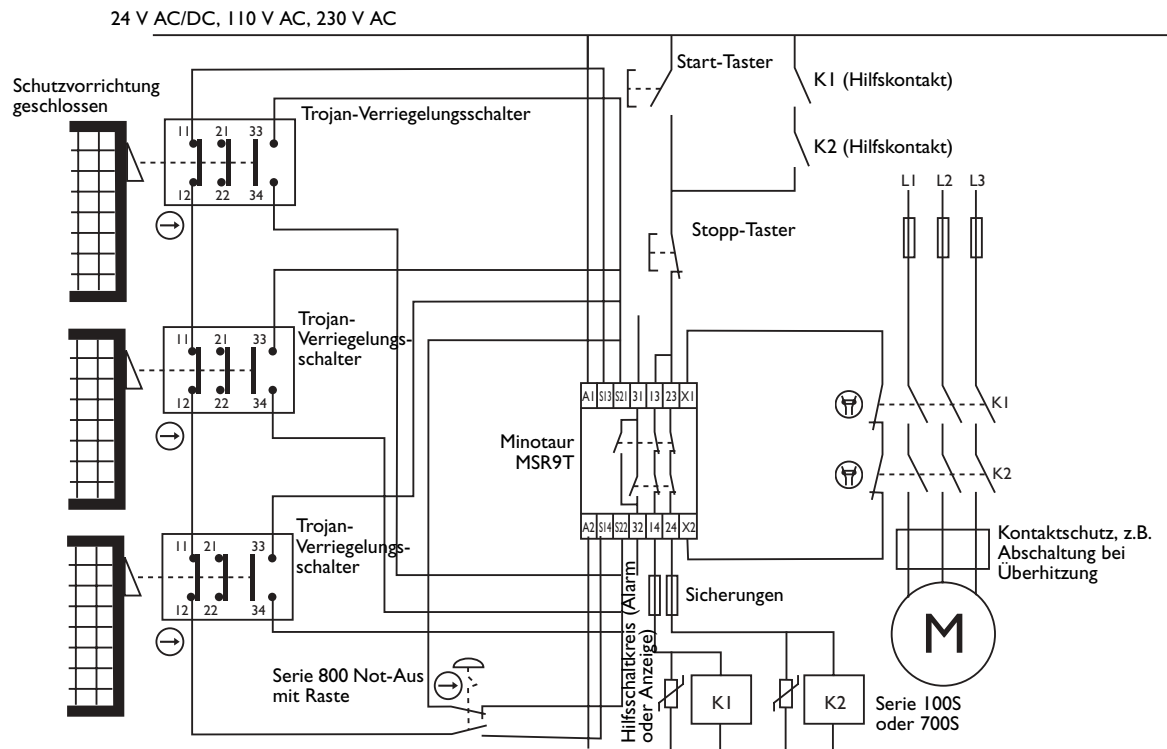 24 V AC/DC, 110 V AC, 230 V AC
Schutzvorrichtung
geschlossen
11 21 33
12 22 34
Trojan-Verriegelungsschalter
Start-Taster
K1 (Hilfskontakt)
K2 (Hilfskontakt)
Stopp-Taster
L1 L2 L3
11 21 33
12 22 34
Trojan-
Verriegelungs-
schalter
A1 S13 S21 31 13 23 X1
Minotaur
MSR9T
A2 S14 S22 32 14 24 X2
K1
K2
11 21 33
12 22 34
Trojan-
Verriegelungs-
schalter
Kontaktschutz, z.B.
Abschaltung bei
Überhitzung
Sicherungen
Hilfsschaltkreis (Alarm
oder Anzeige)
M
Serie 800 Not-Aus
mit Raste
K1
K2
Serie 100S
oder 700S